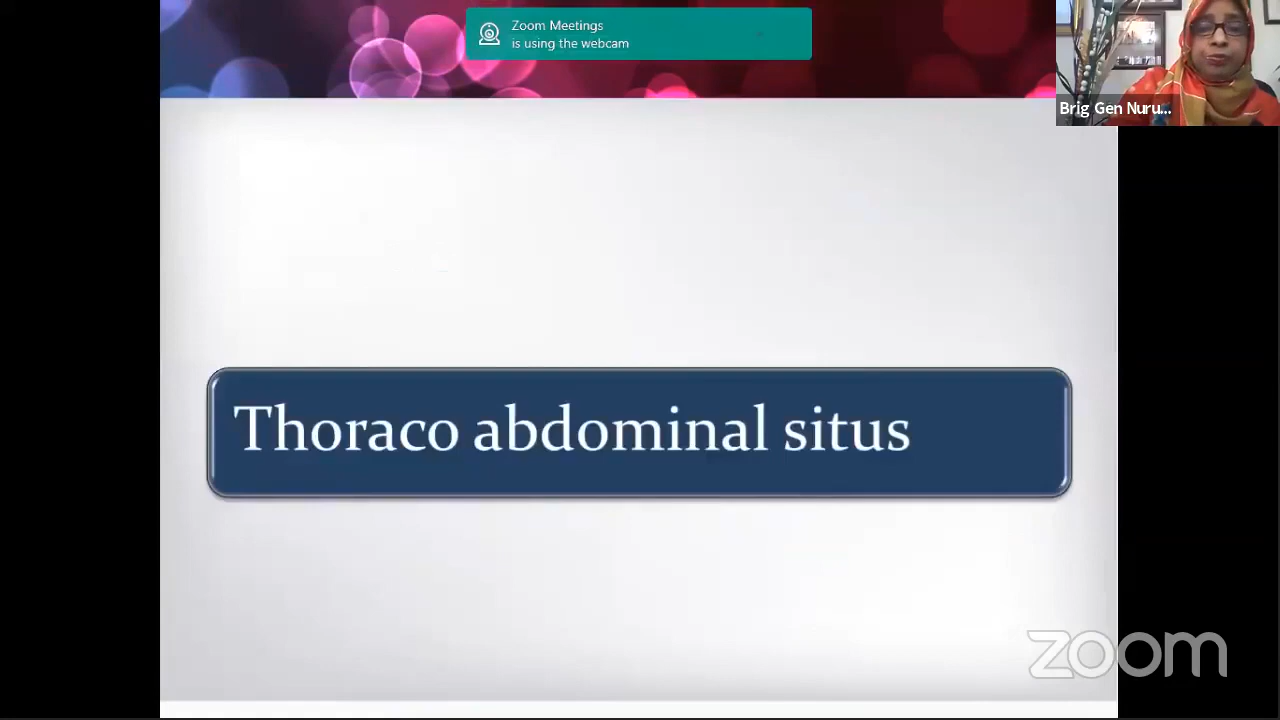 Zoom Meetings
is using the webcam
Brig Gen Nuru...
Thoraco abdominal situs
zoom